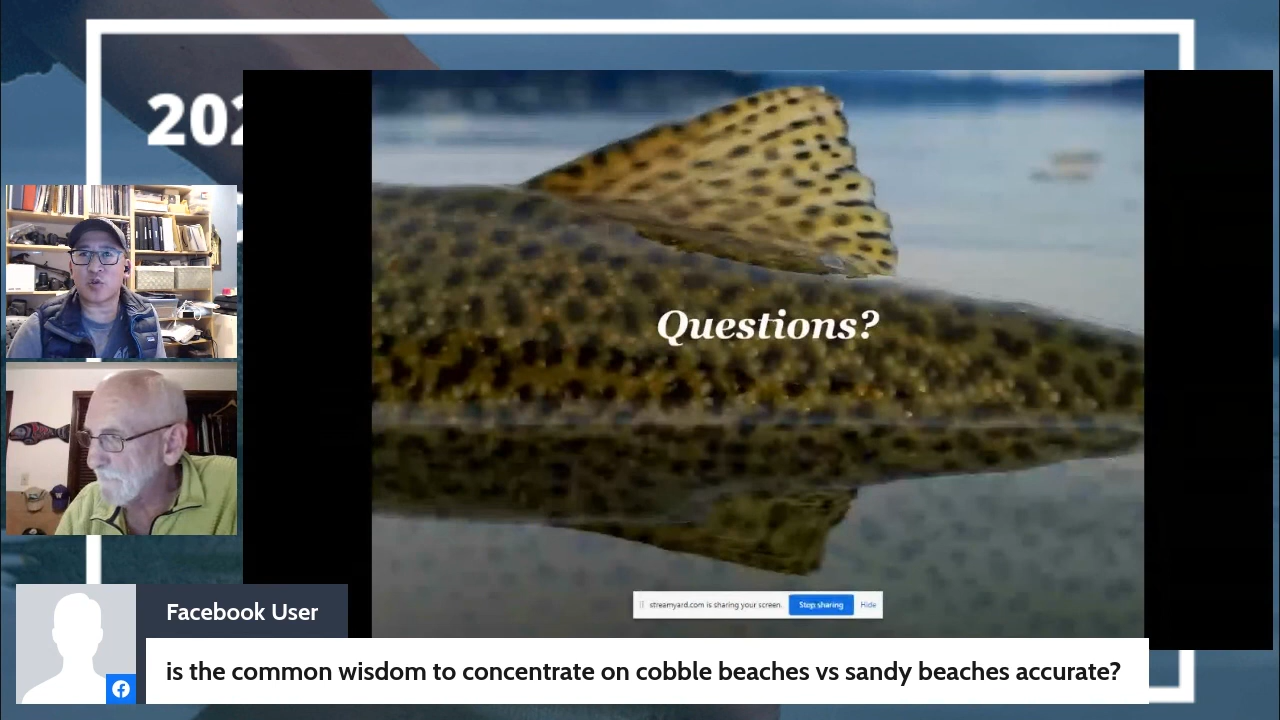 202
Questions?
streamyard.com is sharing your screen.
Stop sharing
Hide
Facebook User
is the common wisdom to concentrate on cobble beaches vs sandy beaches accurate?